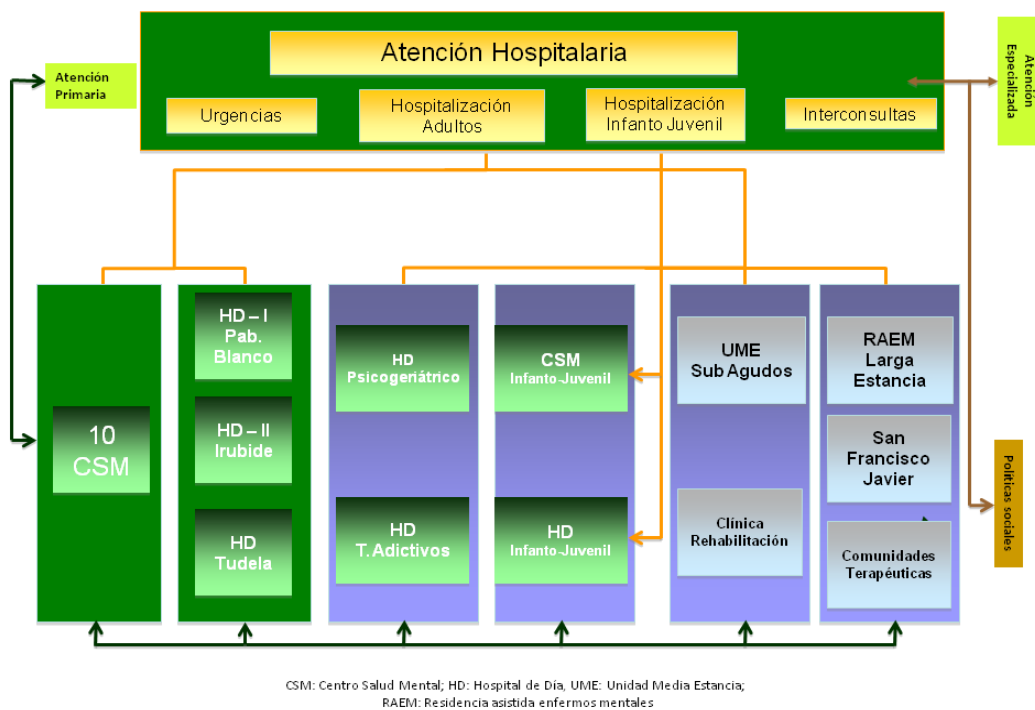 Atención Hospitalaria
Atención
Primaria
Atención
Especializada
Urgencias
Hospitalización
Adultos
Hospitalización
Infanto Juvenil
Interconsultas
10
CSM
HD – I
Pab.
Blanco
HD – II
Irubide
HD
Tudela
HD
Psicogeriátrico
HD
T. Adictivos
CSM
Infanto-Juvenil
HD
Infanto-Juvenil
UME
Sub Agudos
Clínica
Rehabilitación
RAEM
Larga
Estancia
San
Francisco
Javier
Comunidades
Terapéuticas
Políticas sociales
CSM: Centro Salud Mental; HD: Hospital de Día, UME: Unidad Media Estancia;
RAEM: Residencia asistida enfermos mentales